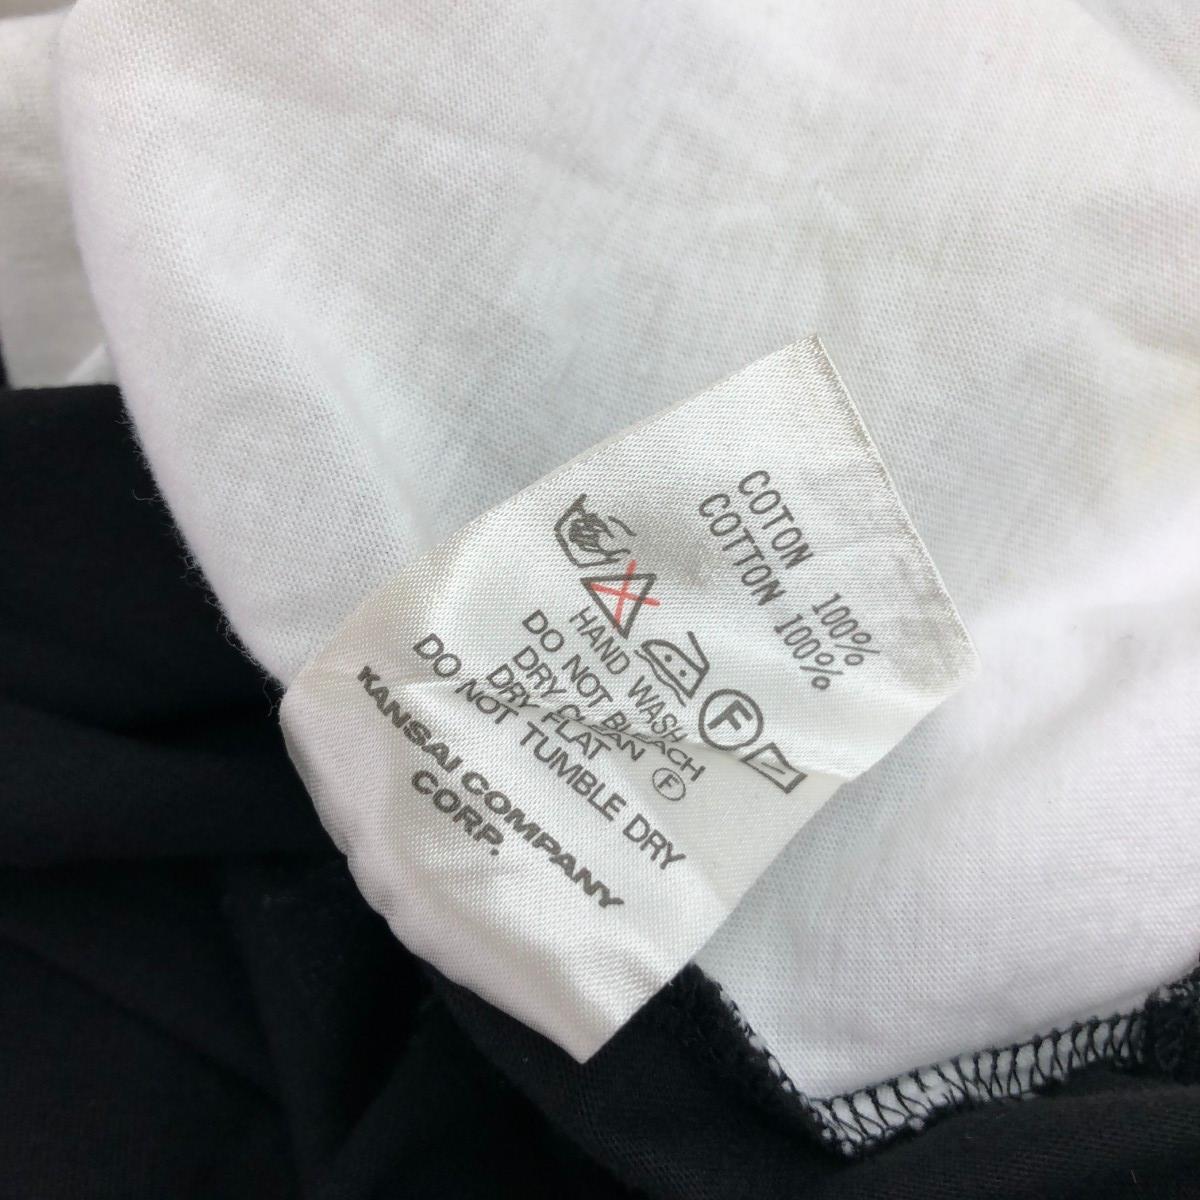 COTON 100%
COTTON 100%
F
HAND WASH
DO NOT BLEACH
DRY CLEAN F
DRY FLAT
DO NOT TUMBLE DRY
KANSAI COMPANY
CORP.